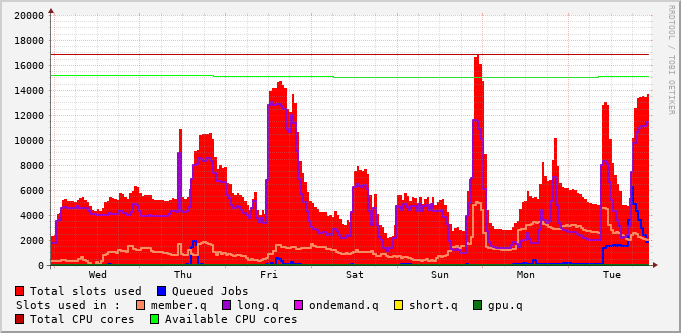 20000
18000
16000
14000
12000
10000
8000
6000
4000
2000
0
Wed Thu Fri Sat Sun Mon Tue
Total slots used Queued Jobs
Slots used in : member.q long.q ondemand.q short.q gpu.q
Total CPU cores Available CPU cores
RRDTOOL / TOBI OETIKER